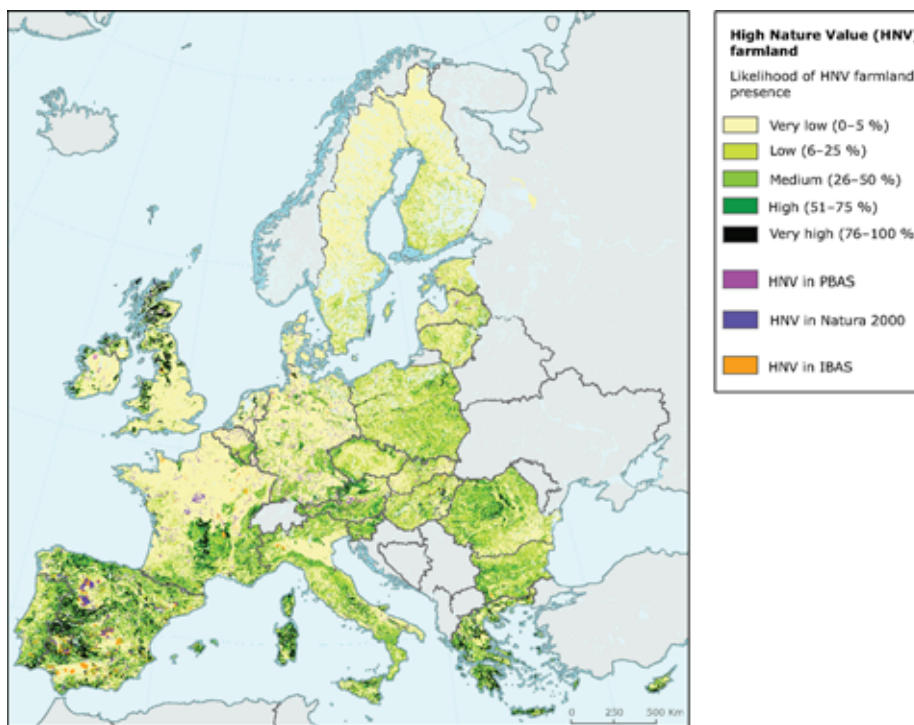 High Nature Value (HNV)
farmland
Likelihood of HNV farmland
presence
Very low (0–5 %)
Low (6–25 %)
Medium (26–50 %)
High (51–75 %)
Very high (76–100 %
HNV in PBAS
HNV in Natura 2000
HNV in IBAS
0 250 500 Km